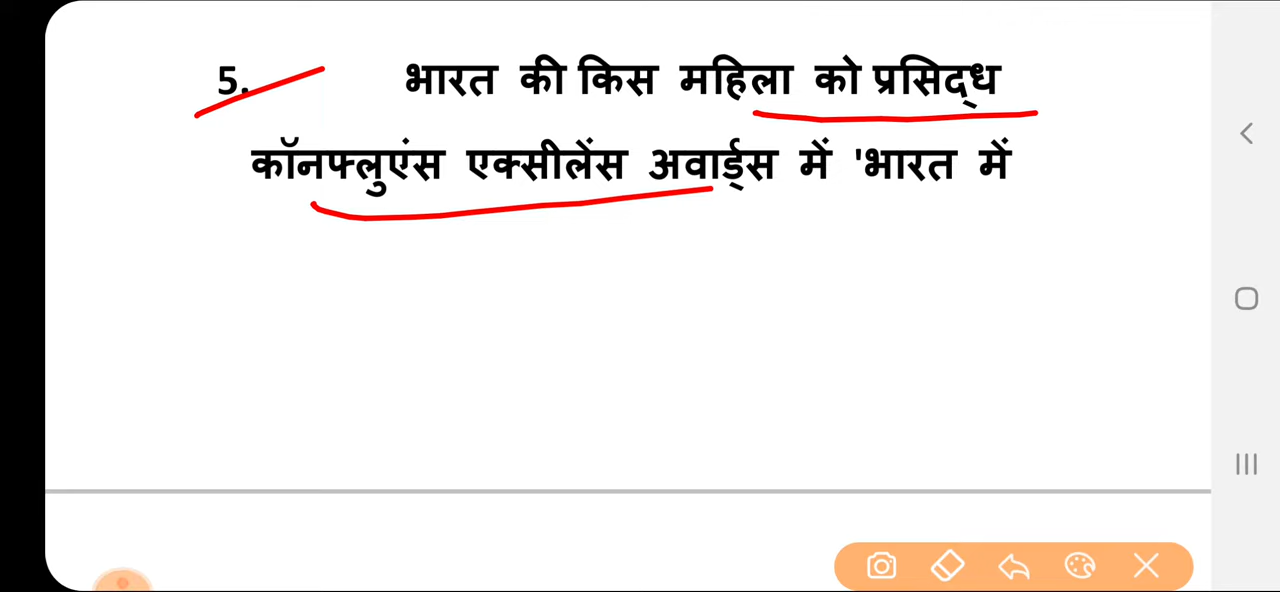 5. भारत की किस महिला को प्रसिद्ध
कॉनफ्लुएंस एक्सीलेंस अवार्ड्स में 'भारत में